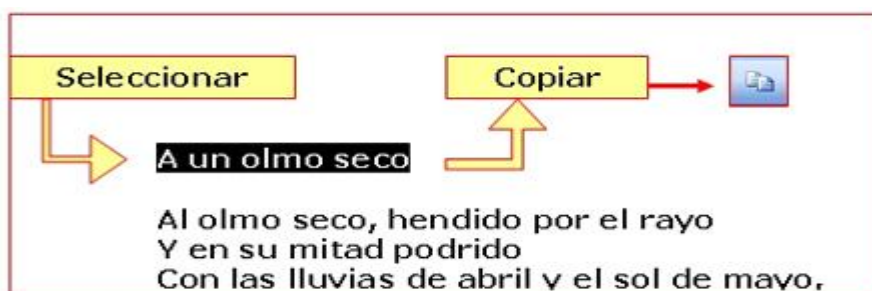 Seleccionar
Copiar
A un olmo seco
Al olmo seco, hendido por el rayo
Y en su mitad podrido
Con las lluvias de abril y el sol de mayo,